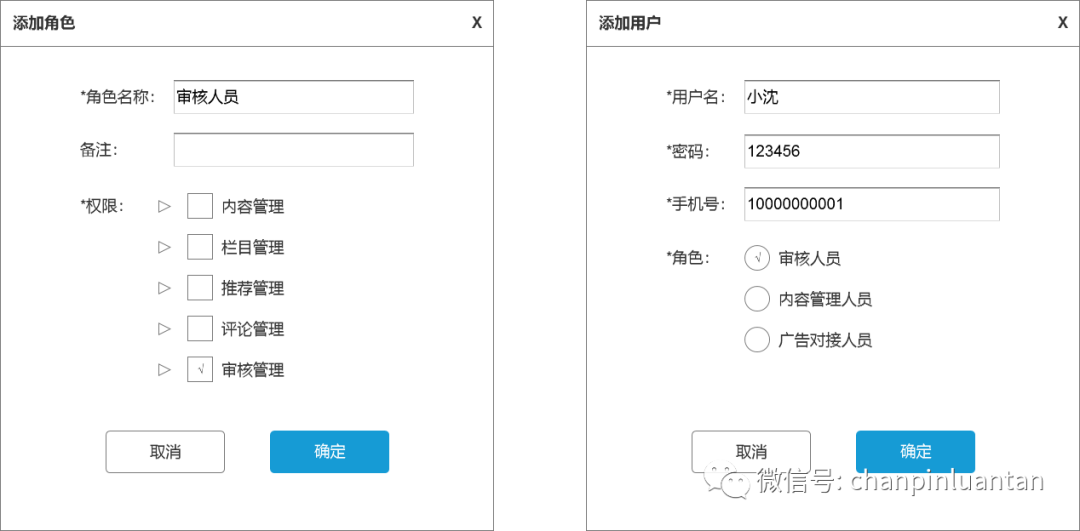 添加角色 X
*角色名称： 审核人员
备注：
*权限： ▷ 内容管理
▷ 栏目管理
▷ 推荐管理
▷ 评论管理
▷ √ 审核管理
取消 确定
添加用户 X
*用户名： 小沈
*密码： 123456
*手机号： 10000000001
*角色： √ 审核人员
内容管理人员
广告对接人员
取消 确定
微信号: chanpinluantan